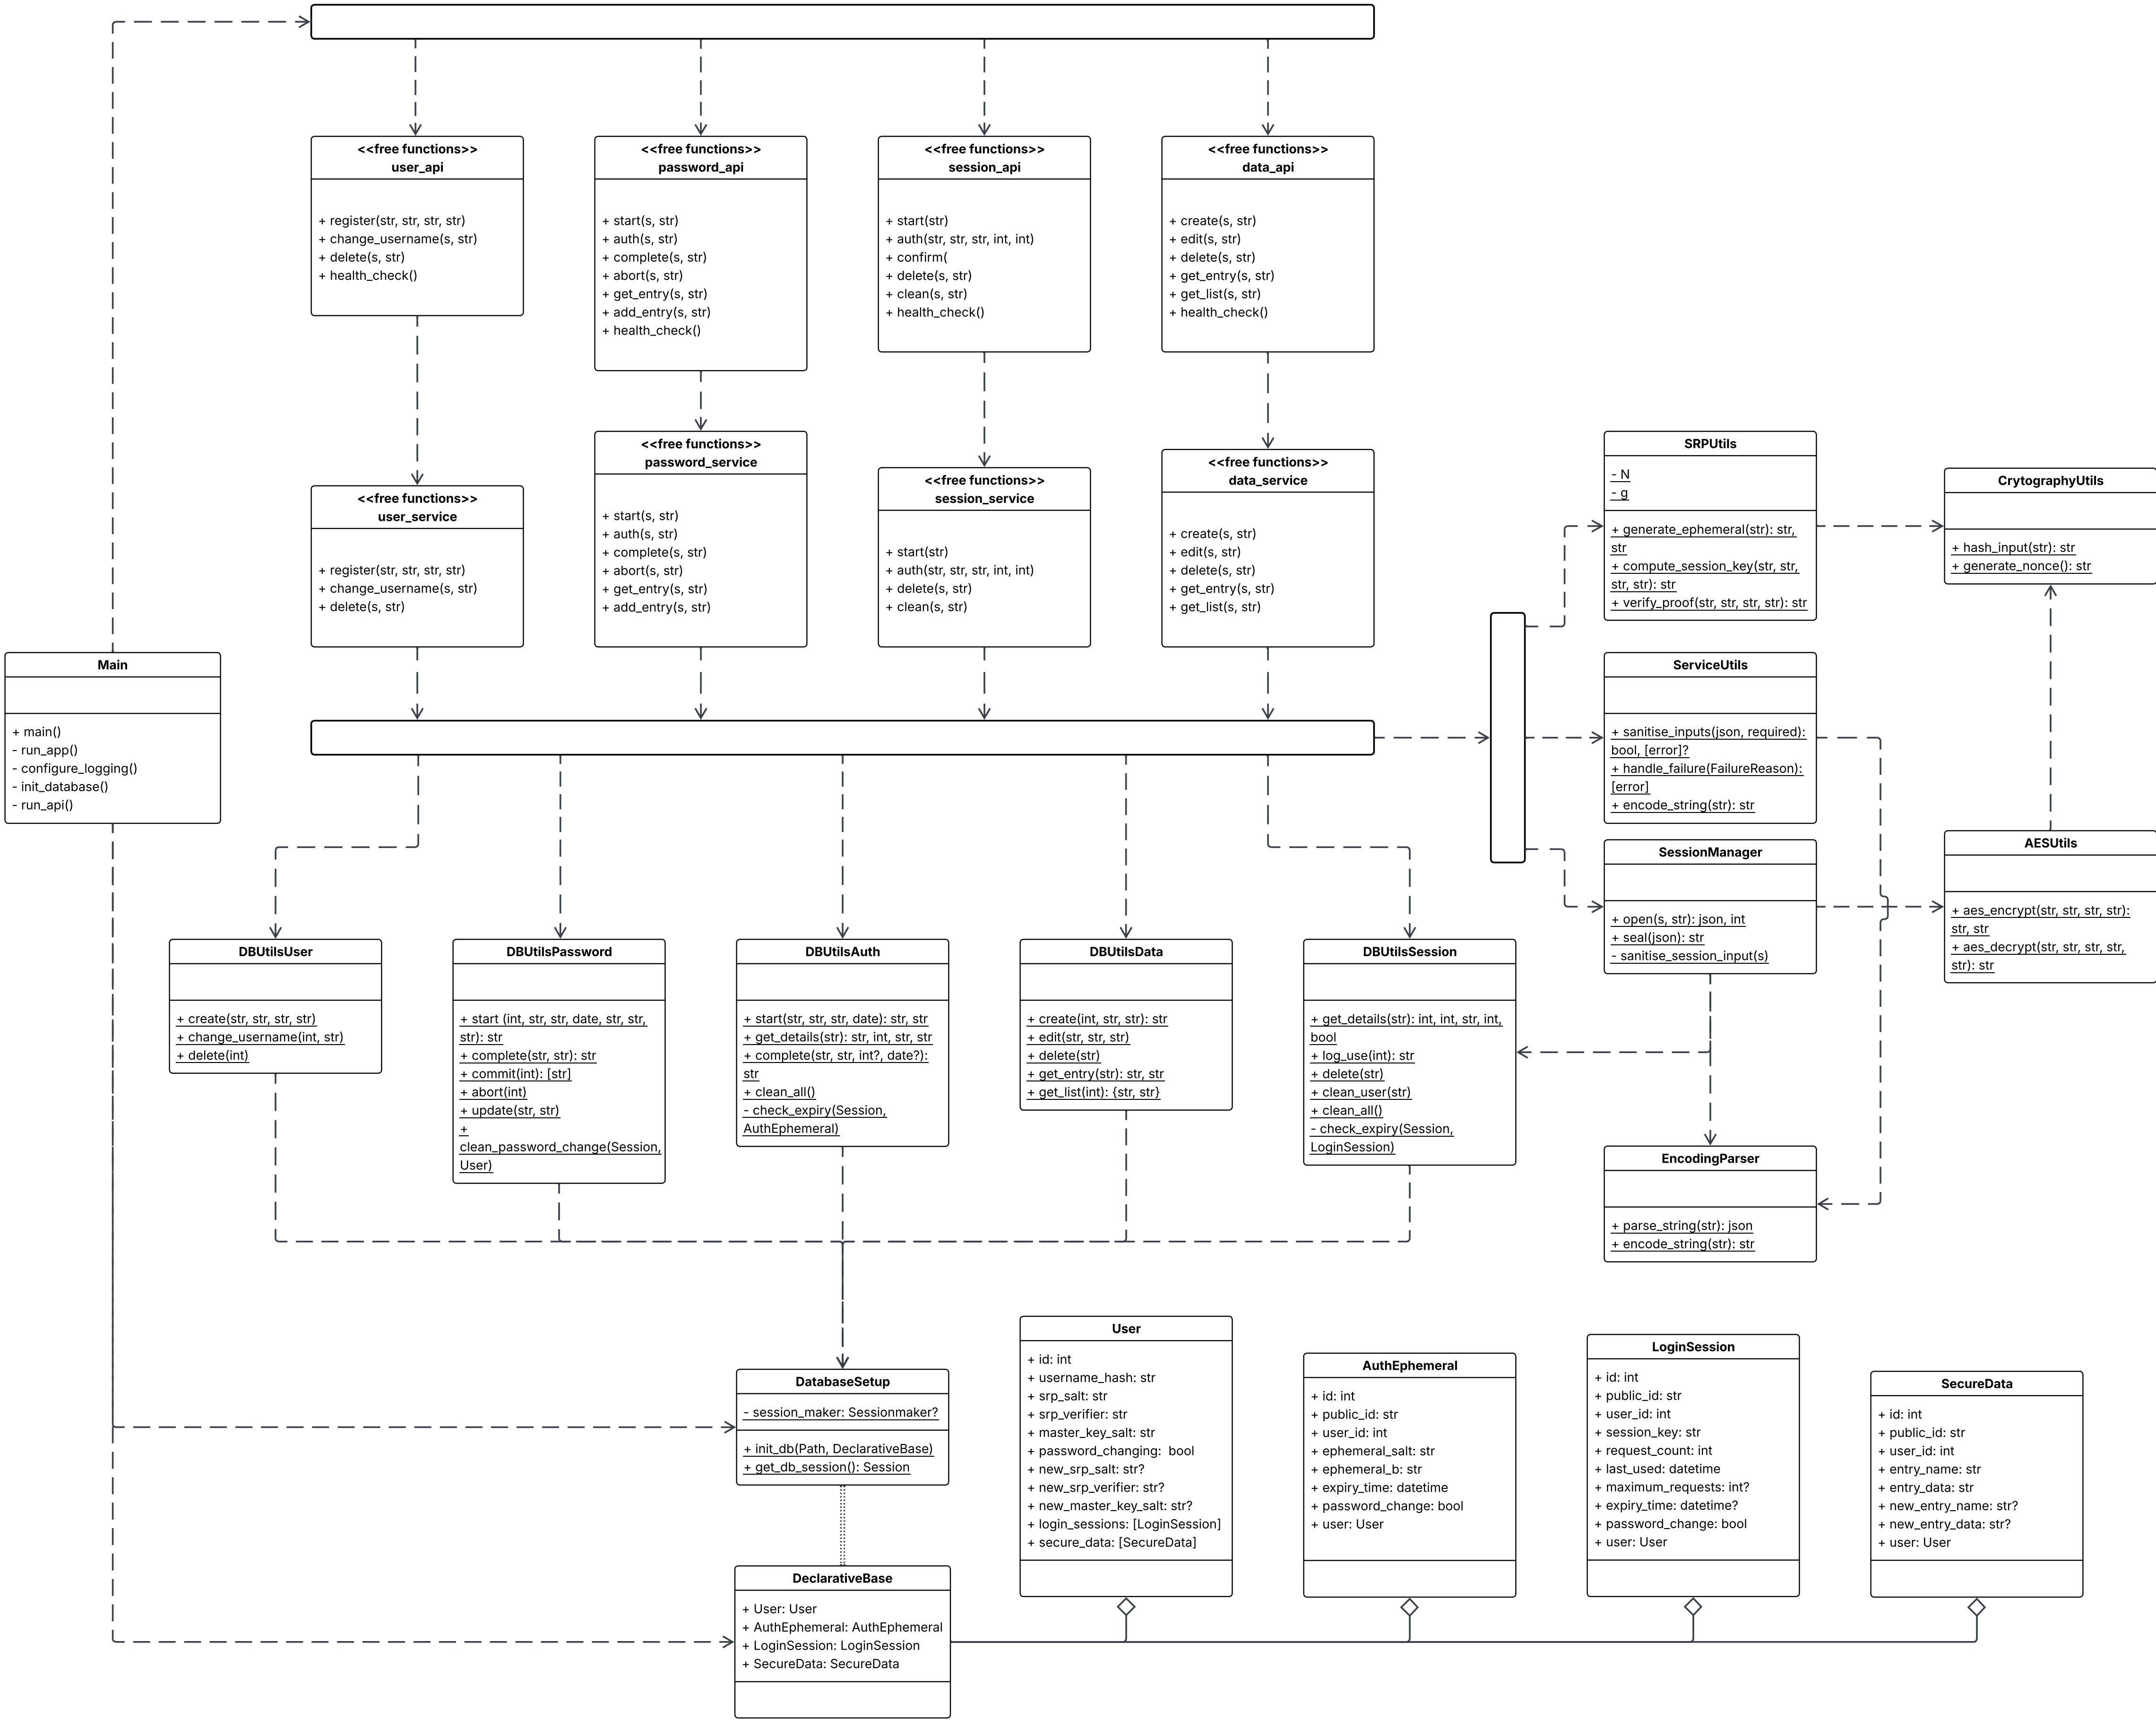 <<free functions>>
user_api
+ register(str, str, str, str)
+ change_username(s, str)
+ delete(s, str)
+ health_check()
<<free functions>>
password_api
+ start(s, str)
+ auth(s, str)
+ complete(s, str)
+ abort(s, str)
+ get_entry(s, str)
+ add_entry(s, str)
+ health_check()
<<free functions>>
session_api
+ start(str)
+ auth(str, str, str, int, int)
+ confirm(
+ delete(s, str)
+ clean(s, str)
+ health_check()
<<free functions>>
data_api
+ create(s, str)
+ edit(s, str)
+ delete(s, str)
+ get_entry(s, str)
+ get_list(s, str)
+ health_check()
<<free functions>>
user_service
+ register(str, str, str, str)
+ change_username(s, str)
+ delete(s, str)
<<free functions>>
password_service
+ start(s, str)
+ auth(s, str)
+ complete(s, str)
+ abort(s, str)
+ get_entry(s, str)
+ add_entry(s, str)
<<free functions>>
session_service
+ start(str)
+ auth(str, str, str, int, int)
+ delete(s, str)
+ clean(s, str)
<<free functions>>
data_service
+ create(s, str)
+ edit(s, str)
+ delete(s, str)
+ get_entry(s, str)
+ get_list(s, str)
SRPUtils
- N
- g
+ generate_ephemeral(str): str,
str
+ compute_session_key(str, str,
str, str): str
+ verify_proof(str, str, str, str): str
CrytographyUtils
+ hash_input(str): str
+ generate_nonce(): str
Main
+ main()
- run_app()
- configure_logging()
- init_database()
- run_api()
ServiceUtils
+ sanitise_inputs(json, required):
bool, [error]?
+ handle_failure(FailureReason):
[error]
+ encode_string(str): str
SessionManager
+ open(s, str): json, int
+ seal(json): str
- sanitise_session_input(s)
AESUtils
+ aes_encrypt(str, str, str, str):
str, str
+ aes_decrypt(str, str, str, str,
str): str
DBUtilsUser
+ create(str, str, str, str)
+ change_username(int, str)
+ delete(int)
DBUtilsPassword
+ start (int, str, str, date, str, str,
str): str
+ complete(str, str): str
+ commit(int): [str]
+ abort(int)
+ update(str, str)
+
clean_password_change(Session,
User)
DBUtilsAuth
+ start(str, str, str, date): str, str
+ get_details(str): str, int, str, str
+ complete(str, str, int?, date?):
str
+ clean_all()
- check_expiry(Session,
AuthEphemeral)
DBUtilsData
+ create(int, str, str): str
+ edit(str, str, str)
+ delete(str)
+ get_entry(str): str, str
+ get_list(int): {str, str}
DBUtilsSession
+ get_details(str): int, int, str, int,
bool
+ log_use(int): str
+ delete(str)
+ clean_user(str)
+ clean_all()
- check_expiry(Session,
LoginSession)
EncodingParser
+ parse_string(str): json
+ encode_string(str): str
DatabaseSetup
- session_maker: Sessionmaker?
+ init_db(Path, DeclarativeBase)
+ get_db_session(): Session
User
+ id: int
+ username_hash: str
+ srp_salt: str
+ srp_verifier: str
+ master_key_salt: str
+ password_changing:  bool
+ new_srp_salt: str?
+ new_srp_verifier: str?
+ new_master_key_salt: str?
+ login_sessions: [LoginSession]
+ secure_data: [SecureData]
AuthEphemeral
+ id: int
+ public_id: str
+ user_id: int
+ ephemeral_salt: str
+ ephemeral_b: str
+ expiry_time: datetime
+ password_change: bool
+ user: User
LoginSession
+ id: int
+ public_id: str
+ user_id: int
+ session_key: str
+ request_count: int
+ last_used: datetime
+ maximum_requests: int?
+ expiry_time: datetime?
+ password_change: bool
+ user: User
SecureData
+ id: int
+ public_id: str
+ user_id: int
+ entry_name: str
+ entry_data: str
+ new_entry_name: str?
+ new_entry_data: str?
+ user: User
DeclarativeBase
+ User: User
+ AuthEphemeral: AuthEphemeral
+ LoginSession: LoginSession
+ SecureData: SecureData